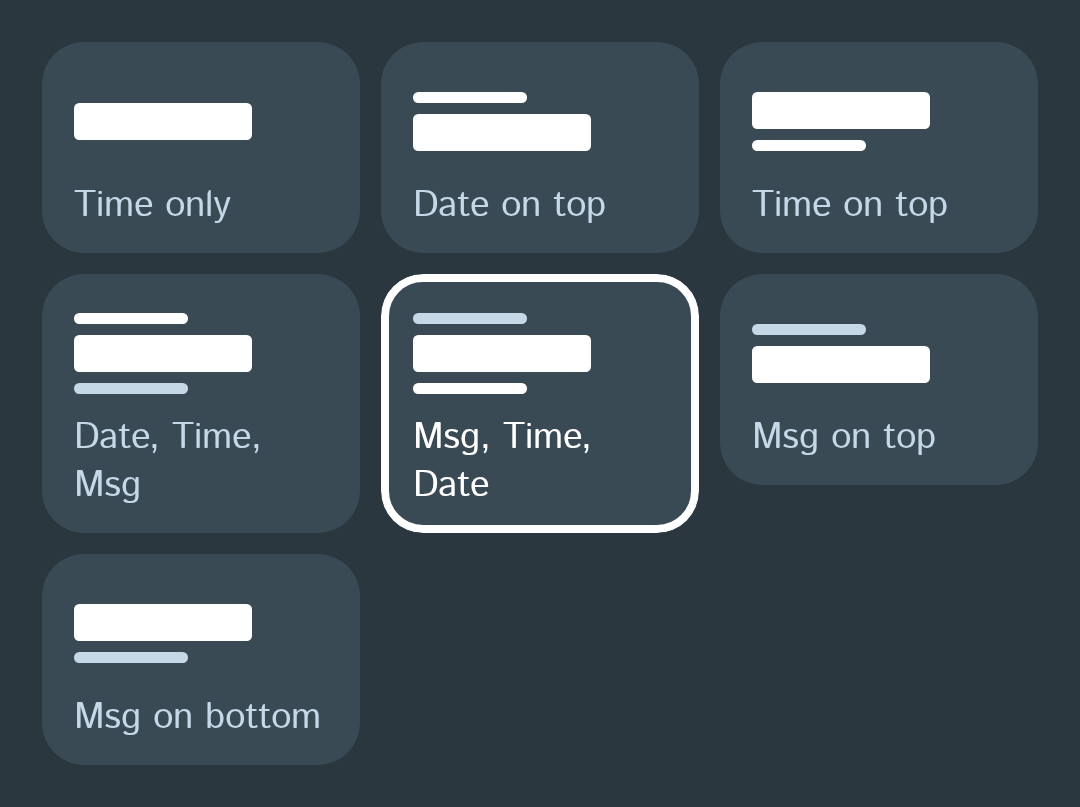 Time only
Date on top
Time on top
Date, Time,
Msg
Msg, Time,
Date
Msg on top
Msg on bottom